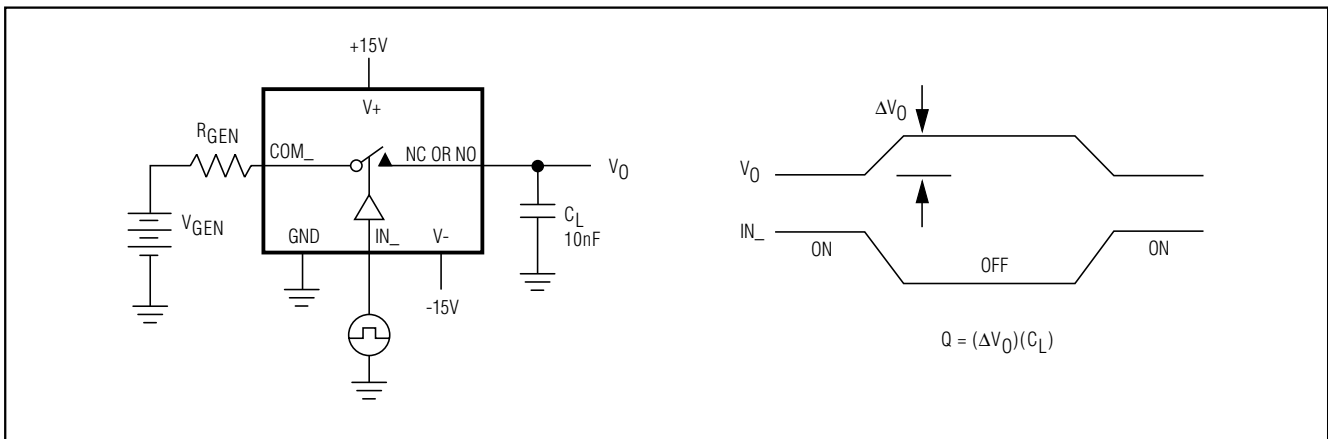 +15V
V+
RGEN
COM_
NC OR NO
VO
VGEN
GND
IN_
V-
CL
10nF
-15V
ΔVO
VO
IN_
ON
OFF
ON
Q = (ΔVO)(CL)